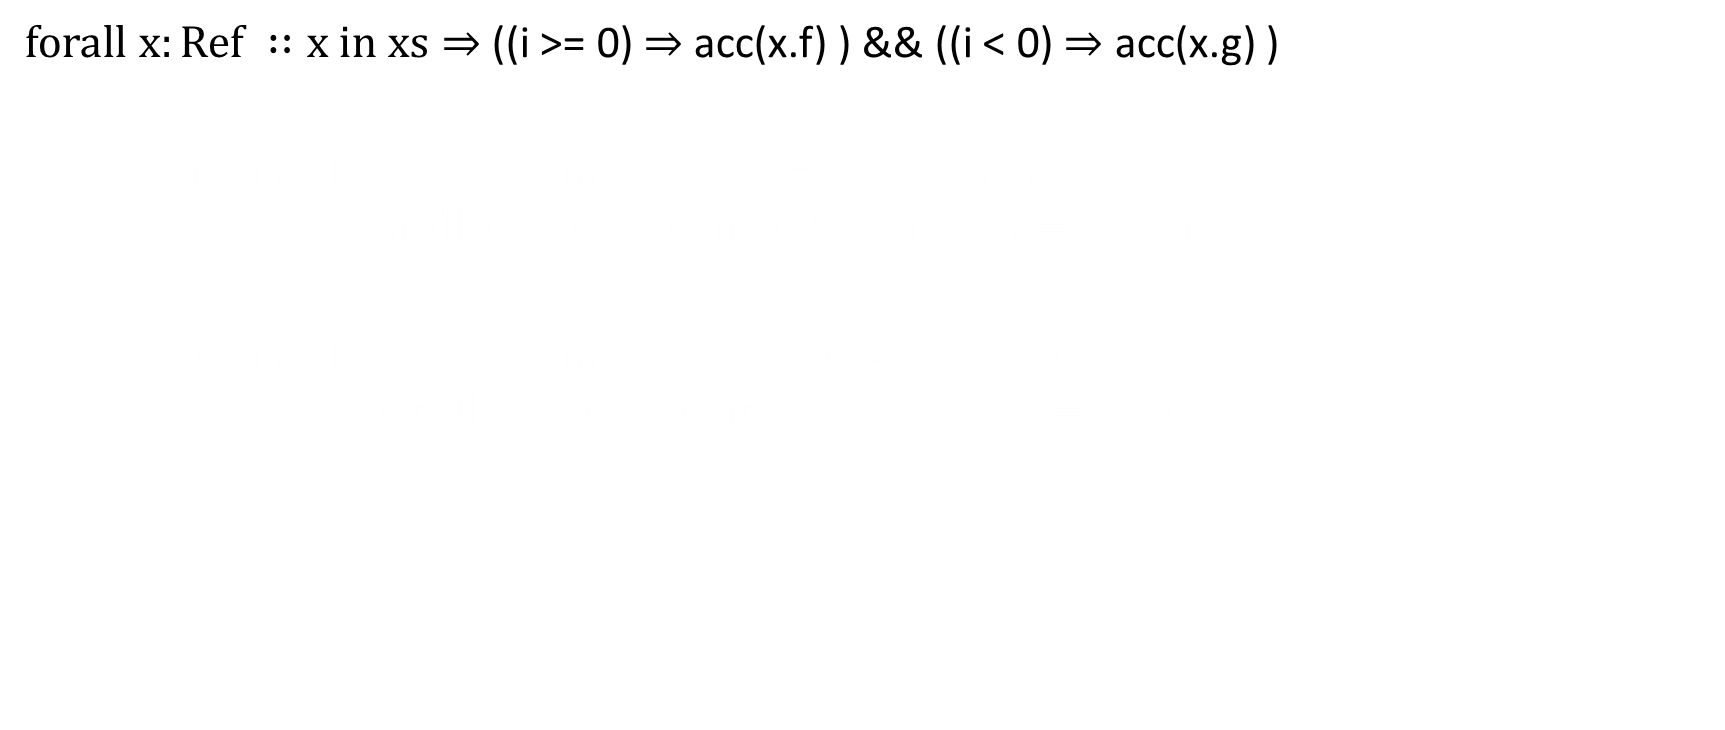 forall x: Ref :: x in xs ⇒ ((i >= 0) ⇒ acc(x.f) ) && ((i < 0) ⇒ acc(x.g) )